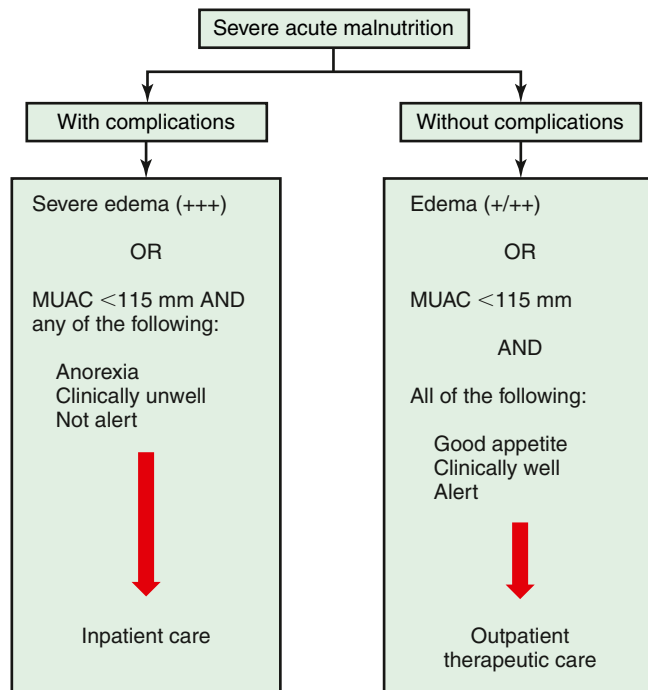 Severe acute malnutrition
With complications
Without complications
Severe edema (+++)
OR
MUAC <115 mm AND
any of the following:
Anorexia
Clinically unwell
Not alert
Inpatient care
Edema (+/++)
OR
MUAC <115 mm
AND
All of the following:
Good appetite
Clinically well
Alert
Outpatient
therapeutic care